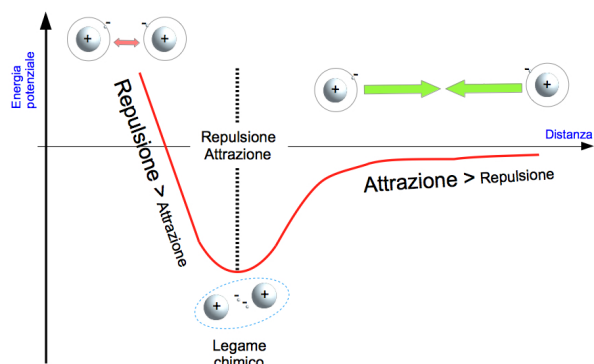 Energia
potenziale
Repulsione > Attrazione
Repulsione
Attrazione
Distanza
Attrazione > Repulsione
Legame
chimico
+
-
+
-
+
-
+
-
+
-
-
+